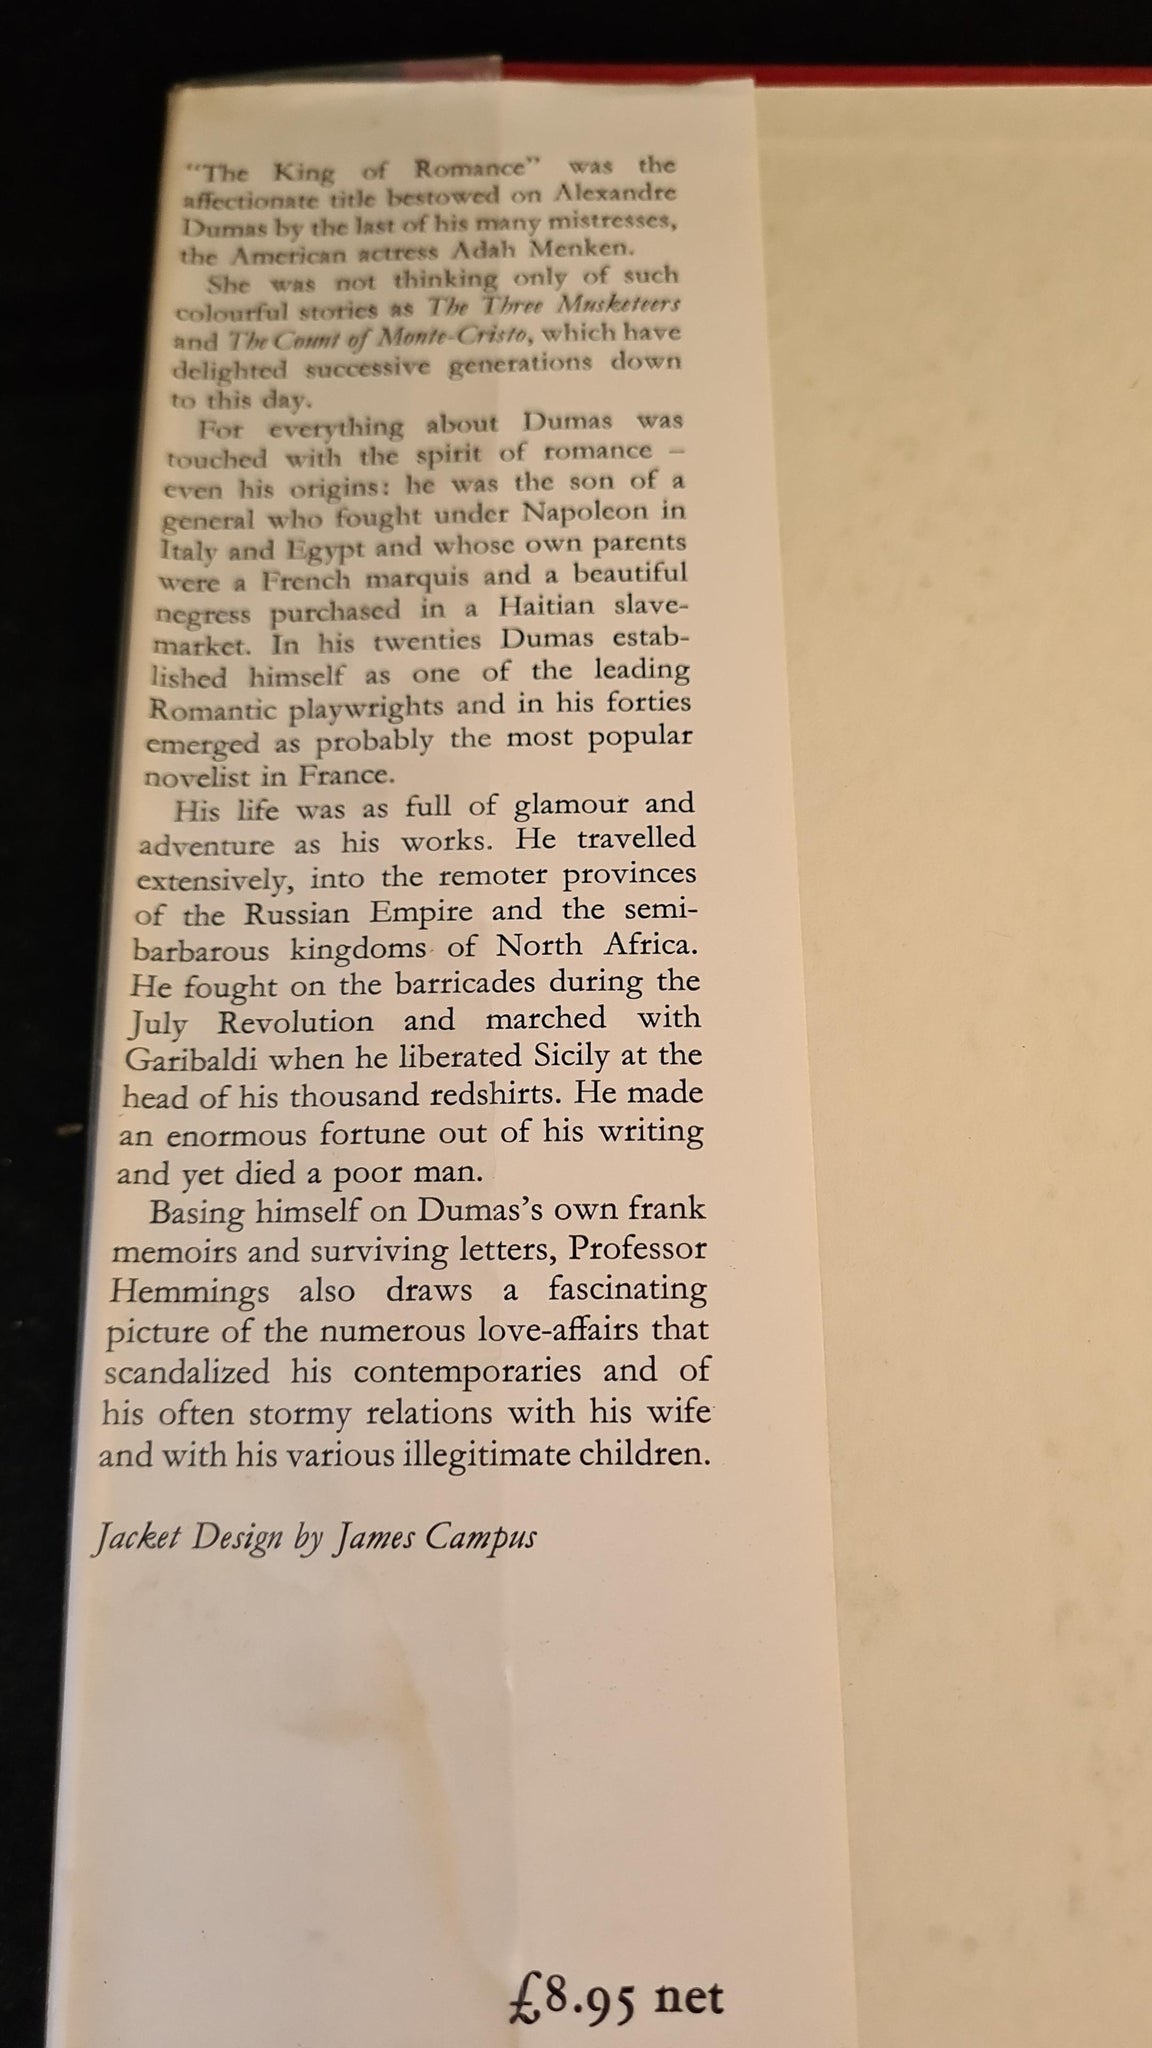 "The King of Romance" was the
affectionate title bestowed on Alexandre
Dumas by the last of his many mistresses,
the American actress Adah Menken.
She was not thinking only of such
colourful stories as The Three Musketeers
and The Count of Monte-Cristo, which have
delighted successive generations down
to this day.
For everything about Dumas was
touched with the spirit of romance –
even his origins: he was the son of a
general who fought under Napoleon in
Italy and Egypt and whose own parents
were a French marquis and a beautiful
negress purchased in a Haitian slave-
market. In his twenties Dumas estab-
lished himself as one of the leading
Romantic playwrights and in his forties
emerged as probably the most popular
novelist in France.
His life was as full of glamour and
adventure as his works. He travelled
extensively, into the remoter provinces
of the Russian Empire and the semi-
barbarous kingdoms of North Africa.
He fought on the barricades during the
July Revolution and marched with
Garibaldi when he liberated Sicily at the
head of his thousand redshirts. He made
an enormous fortune out of his writing
and yet died a poor man.
Basing himself on Dumas's own frank
memoirs and surviving letters, Professor
Hemmings also draws a fascinating
picture of the numerous love-affairs that
scandalized his contemporaries and of
his often stormy relations with his wife
and with his various illegitimate children.
Jacket Design by James Campus
£8.95 net